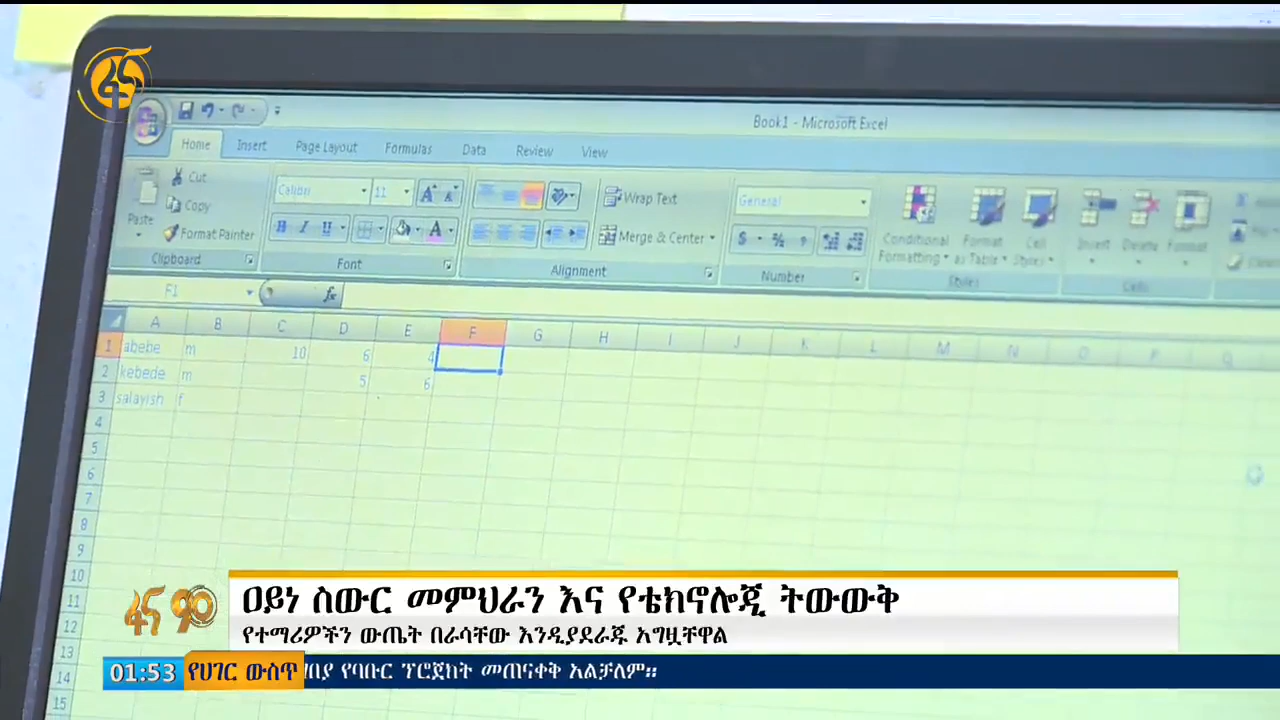 ፋና
Book1 - Microsoft Excel
Home Insert Page Layout Formulas Data Review View
Cut
Copy
Paste
Format Painter
Clipboard
Calibri 11
B I U
Font
Wrap Text
Merge & Center
Alignment
General
$ % ,
Number
Conditional Formatting
Format as Table
Cell Styles
Styles
Insert Delete Format
Cells
F1 fx
A B C D E F G H I J K L M N O P Q
1 abebe m 10 6 4
2 kebede m 5 6
3 salayish f
4
5
6
7
8
9
10
11
12
13
14
15
ፋና 90
ዐይነ ስውር መምህራን እና የቴክኖሎጂ ትውውቅ
የተማሪዎችን ውጤት በራሳቸው እንዲያደራጁ አግዟቸዋል
01:53 የሀገር ውስጥ ገበያ የባቡር ፕሮጀክት መጠናቀቅ አልቻለም።